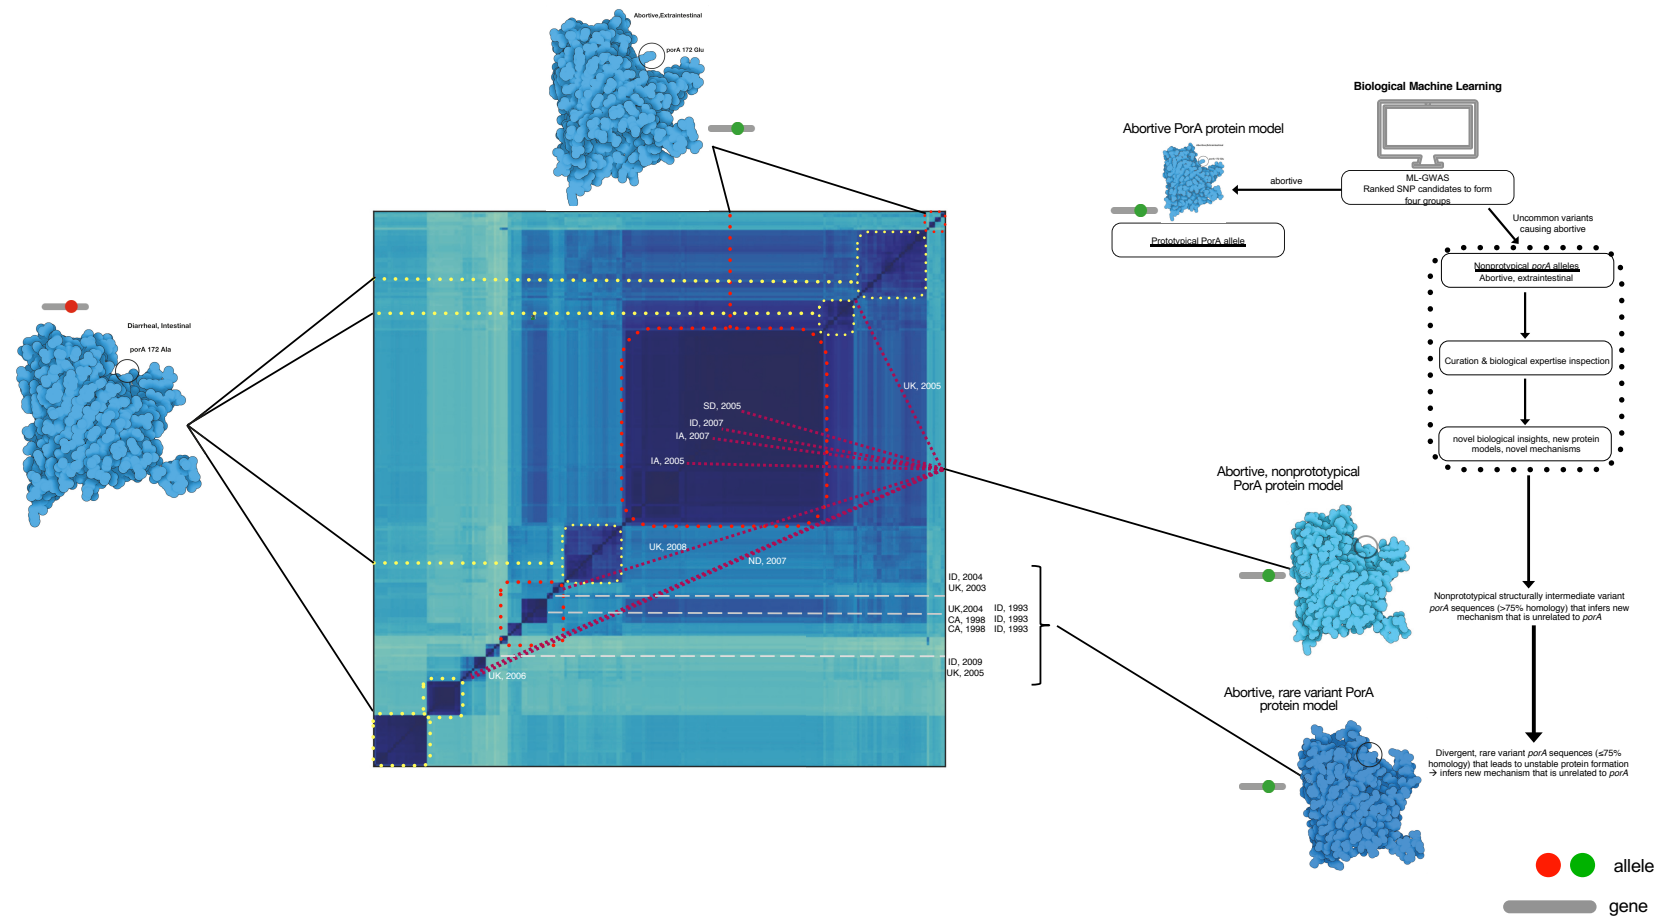 Abortive,Extraintestinal
porA 172 Glu
Diarrheal, Intestinal
porA 172 Ala
UK, 2005
SD, 2005
ID, 2007
IA, 2007
IA, 2005
UK, 2008
ND, 2007
UK, 2006
ID, 2004
UK, 2003
UK,2004 ID, 1993
CA, 1998 ID, 1993
CA, 1998 ID, 1993
ID, 2009
UK, 2005
Biological Machine Learning
Abortive PorA protein model
abortive
ML-GWAS
Ranked SNP candidates to form
four groups
Prototypical PorA allele
Uncommon variants
causing abortive
Nonprotypical porA alleles
Abortive, extraintestinal
Curation & biological expertise inspection
novel biological insights, new protein
models, novel mechanisms
Abortive, nonprototypical
PorA protein model
Nonprototypical structurally intermediate variant
porA sequences (>75% homology) that infers new
mechanism that is unrelated to porA
Abortive, rare variant PorA
protein model
Divergent, rare variant porA sequences (≤75%
homology) that leads to unstable protein formation
→ infers new mechanism that is unrelated to porA
allele
gene